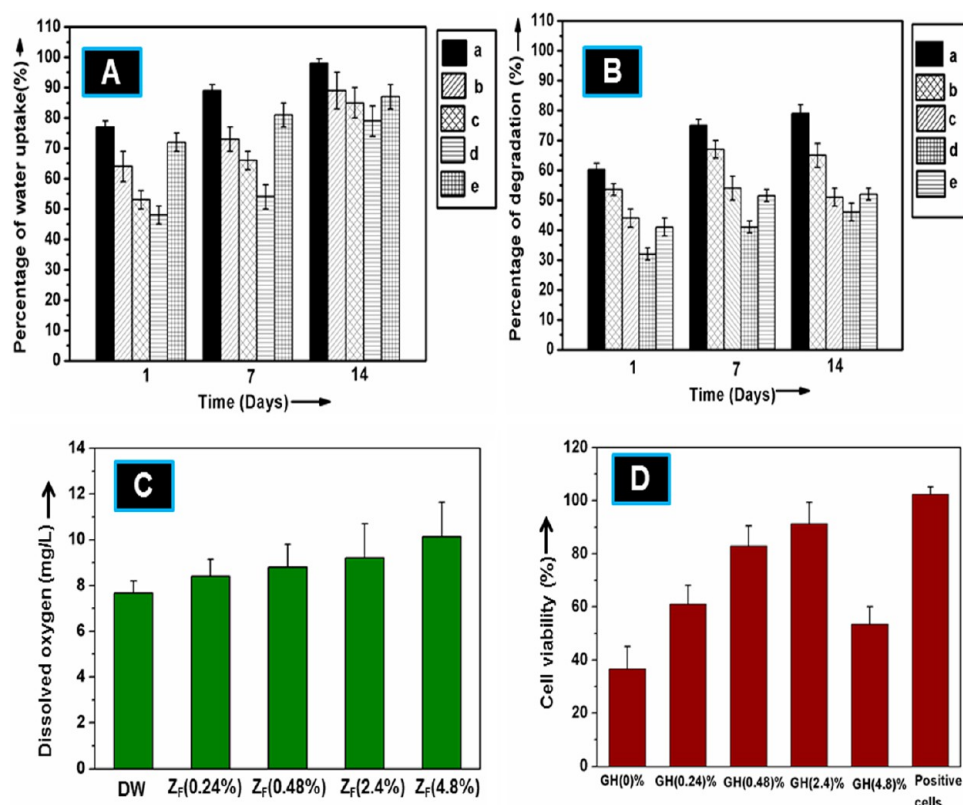 A
Percentage of water uptake(%)
110
100
90
80
70
60
50
40
30
20
10
0
1 7 14
Time (Days)
a
b
c
d
e
B
Percentage of degradation (%)
110
100
90
80
70
60
50
40
30
20
10
0
1 7 14
Time (Days)
a
b
c
d
e
C
Dissolved oxygen (mg/L)
14
12
10
8
6
4
2
0
DW Z_F(0.24%) Z_F(0.48%) Z_F(2.4%) Z_F(4.8%)
D
Cell viability (%)
120
100
80
60
40
20
0
GH(0)% GH(0.24)% GH(0.48)% GH(2.4)% GH(4.8)% Positive
cells